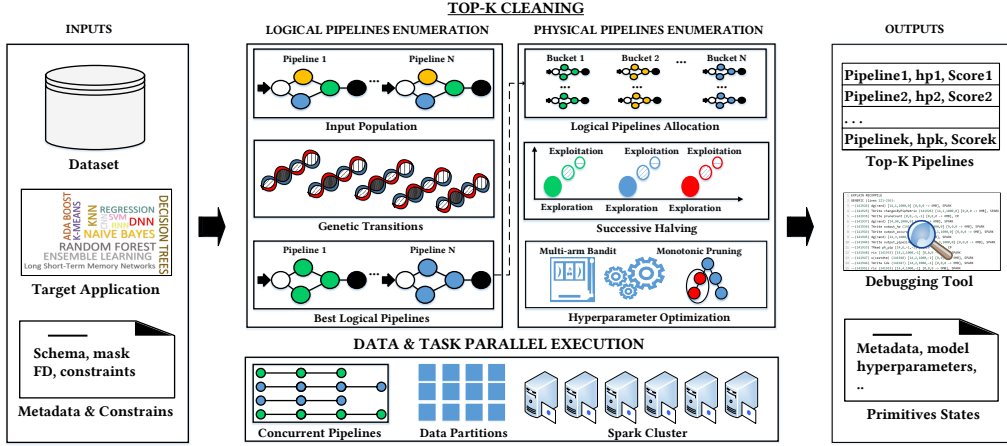 TOP-K CLEANING
INPUTS
Dataset
ADA BOOST
K-MEANS
KNN
REGRESSION
SVM
DNN
NAIVE BAYES
RANDOM FOREST
ENSEMBLE LEARNING
Long Short-Term Memory Networks
DECISION TREES
Target Application
Schema, mask
FD, constraints
Metadata & Constrains
LOGICAL PIPELINES ENUMERATION
Pipeline 1
...
Pipeline N
Input Population
Genetic Transitions
Pipeline 1
...
Pipeline N
Best Logical Pipelines
PHYSICAL PIPELINES ENUMERATION
Bucket 1
Bucket 2
...
Bucket N
...
...
...
Logical Pipelines Allocation
Exploitation
Exploitation
Exploitation
Successive Halving
Multi-arm Bandit
Monotonic Pruning
Hyperparameter Optimization
DATA & TASK PARALLEL EXECUTION
Concurrent Pipelines
Data Partitions
Spark Cluster
OUTPUTS
Pipeline1, hp1, Score1
Pipeline2, hp2, Score2
. . .
Pipelinek, hpk, Scorek
Top-K Pipelines
Debugging Tool
Metadata, model
hyperparameters,
..
Primitives States